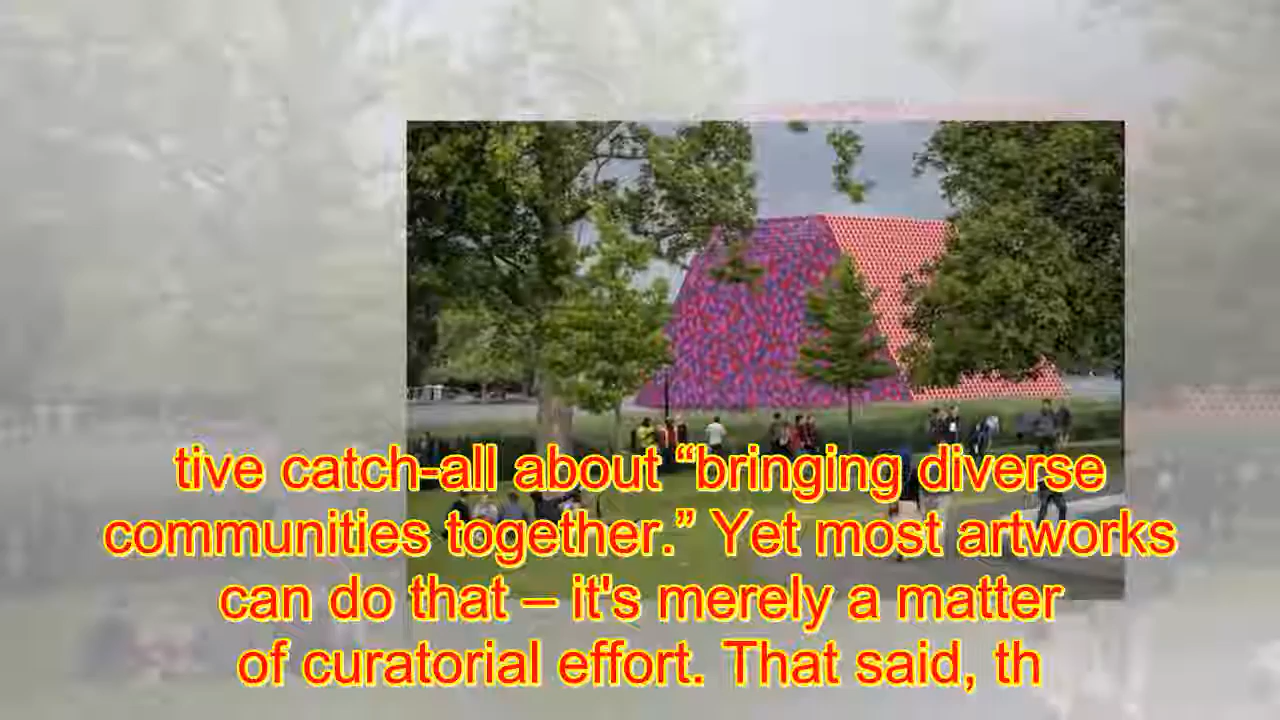 tive catch-all about “bringing diverse
communities together.” Yet most artworks
can do that – it's merely a matter
of curatorial effort. That said, th